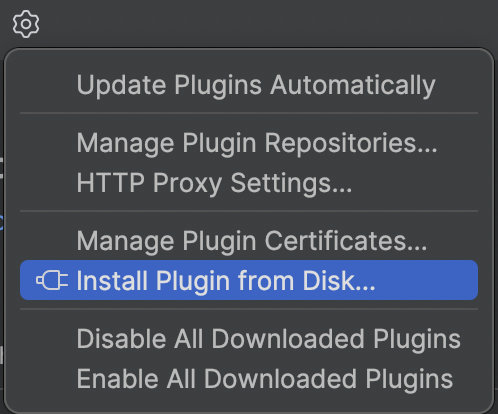 Update Plugins Automatically
Manage Plugin Repositories...
HTTP Proxy Settings...
Manage Plugin Certificates...
Install Plugin from Disk...
Disable All Downloaded Plugins
Enable All Downloaded Plugins